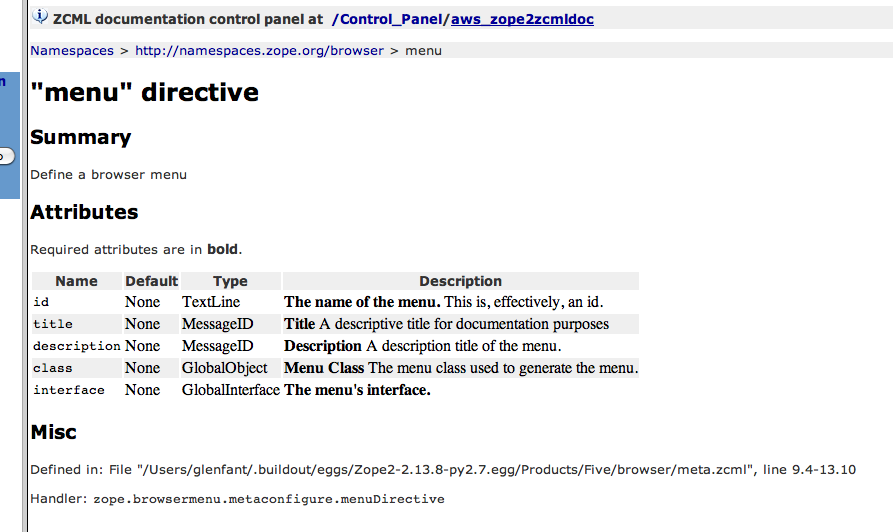 ZCML documentation control panel at /Control_Panel/aws_zope2zcmldoc
Namespaces > http://namespaces.zope.org/browser > menu
"menu" directive
Summary
Define a browser menu
Attributes
Required attributes are in bold.
Name Default Type Description
id None TextLine The name of the menu. This is, effectively, an id.
title None MessageID Title A descriptive title for documentation purposes
description None MessageID Description A description title of the menu.
class None GlobalObject Menu Class The menu class used to generate the menu.
interface None GlobalInterface The menu's interface.
Misc
Defined in: File "/Users/glenfant/.buildout/eggs/Zope2-2.13.8-py2.7.egg/Products/Five/browser/meta.zcml", line 9.4-13.10
Handler: zope.browsermenu.metaconfigure.menuDirective